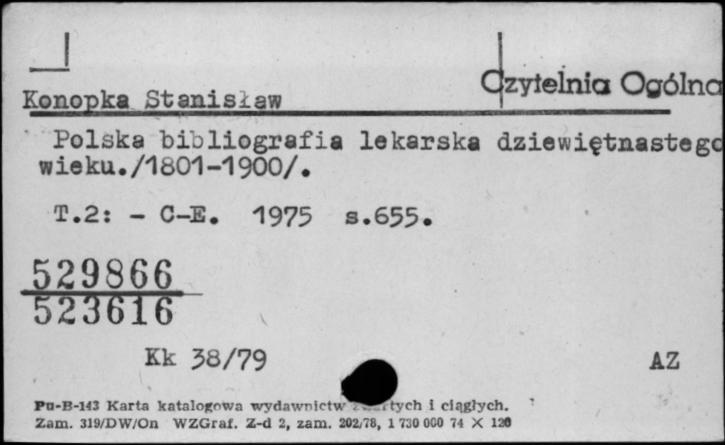 Czytelnia Ogólna
Konopka Stanisław
Polska bibliografia lekarska dziewiętnastego
wieku./1801-1900/.
T.2: - C-E. 1975 s.655.
529866
523616
Kk 38/79
AZ
Pu-B-143 Karta katalogowa wydawnictw zwartych i ciągłych.
Zam. 319/DW/On WZGraf. Z-d 2, zam. 202/78, 1 730 000 74 X 120